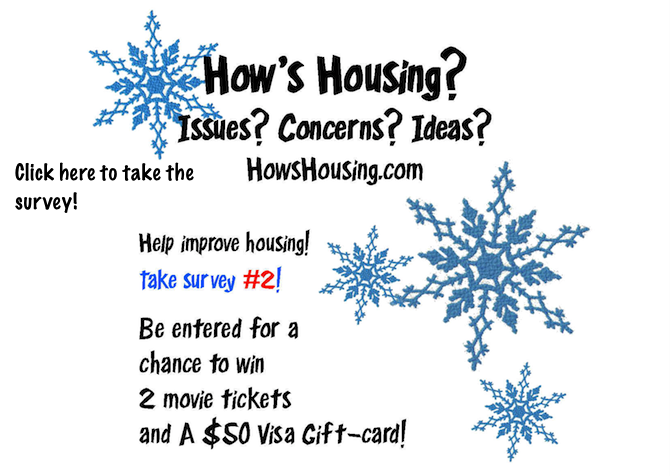 How's Housing?
Issues? Concerns? Ideas?
HowsHousing.com
Click here to take the
survey!
Help improve housing!
take survey #2!
Be entered for a
chance to win
2 movie tickets
and A $50 Visa Gift-card!